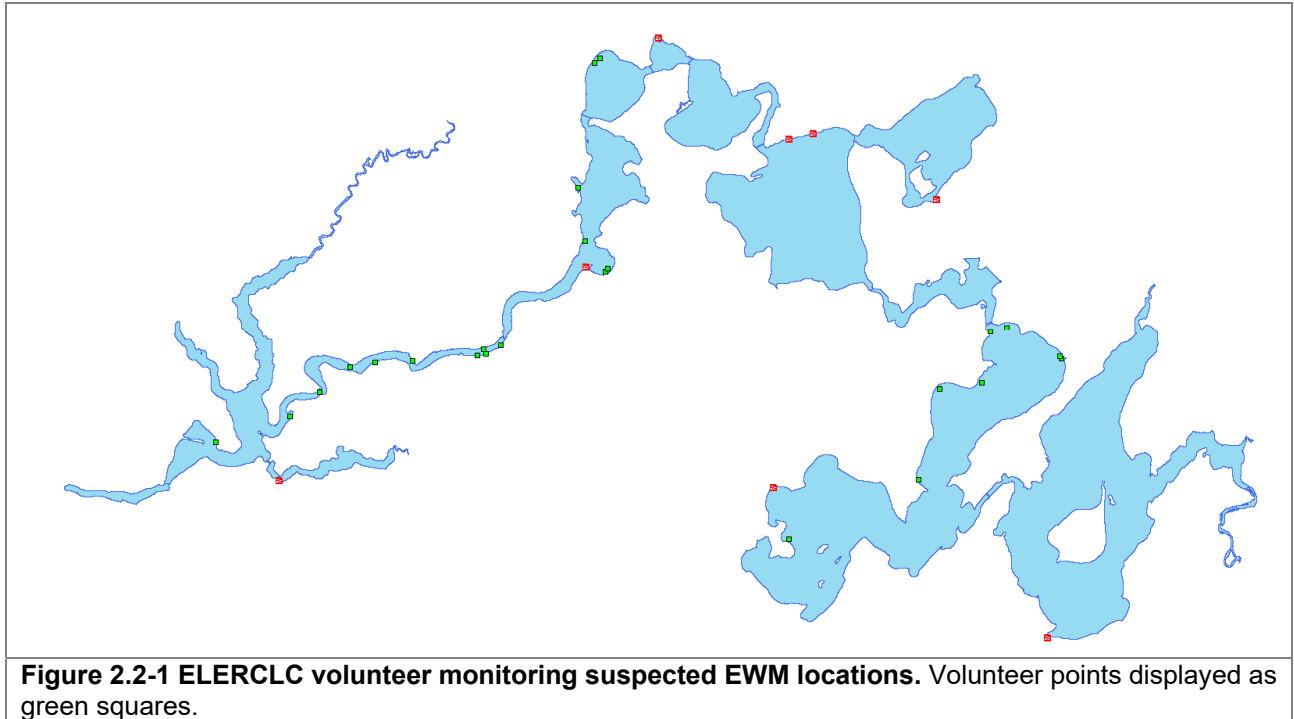 Figure 2.2-1 ELERCLC volunteer monitoring suspected EWM locations. Volunteer points displayed as
green squares.